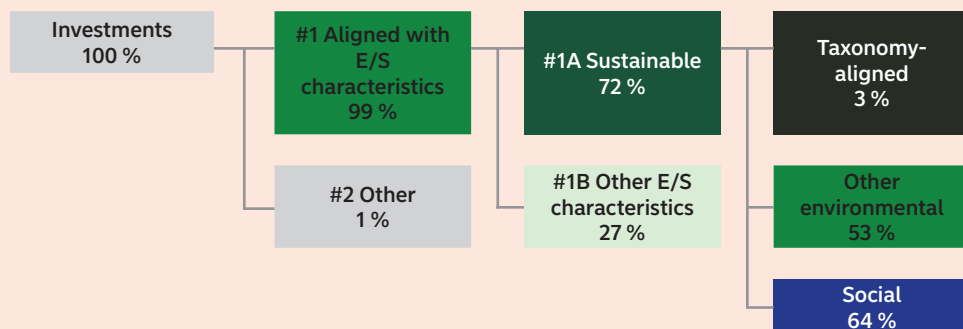 Investments
100 %
#1 Aligned with
E/S
characteristics
99 %
#2 Other
1 %
#1A Sustainable
72 %
#1B Other E/S
characteristics
27 %
Taxonomy-
aligned
3 %
Other
environmental
53 %
Social
64 %